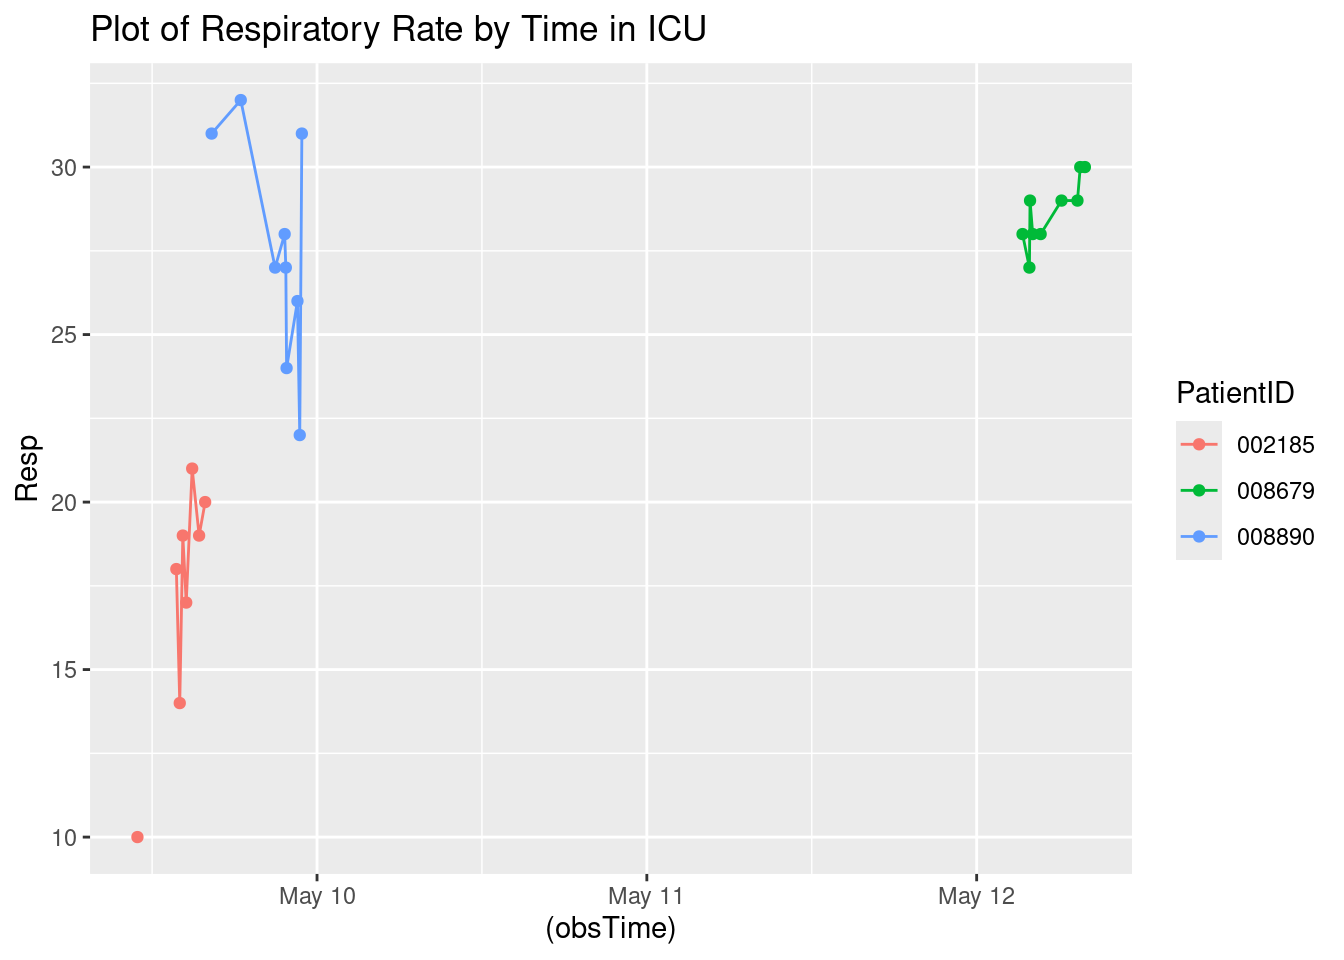 Plot of Respiratory Rate by Time in ICU
30
25
20
15
10
Resp
May 10
May 11
May 12
(obsTime)
PatientID
002185
008679
008890